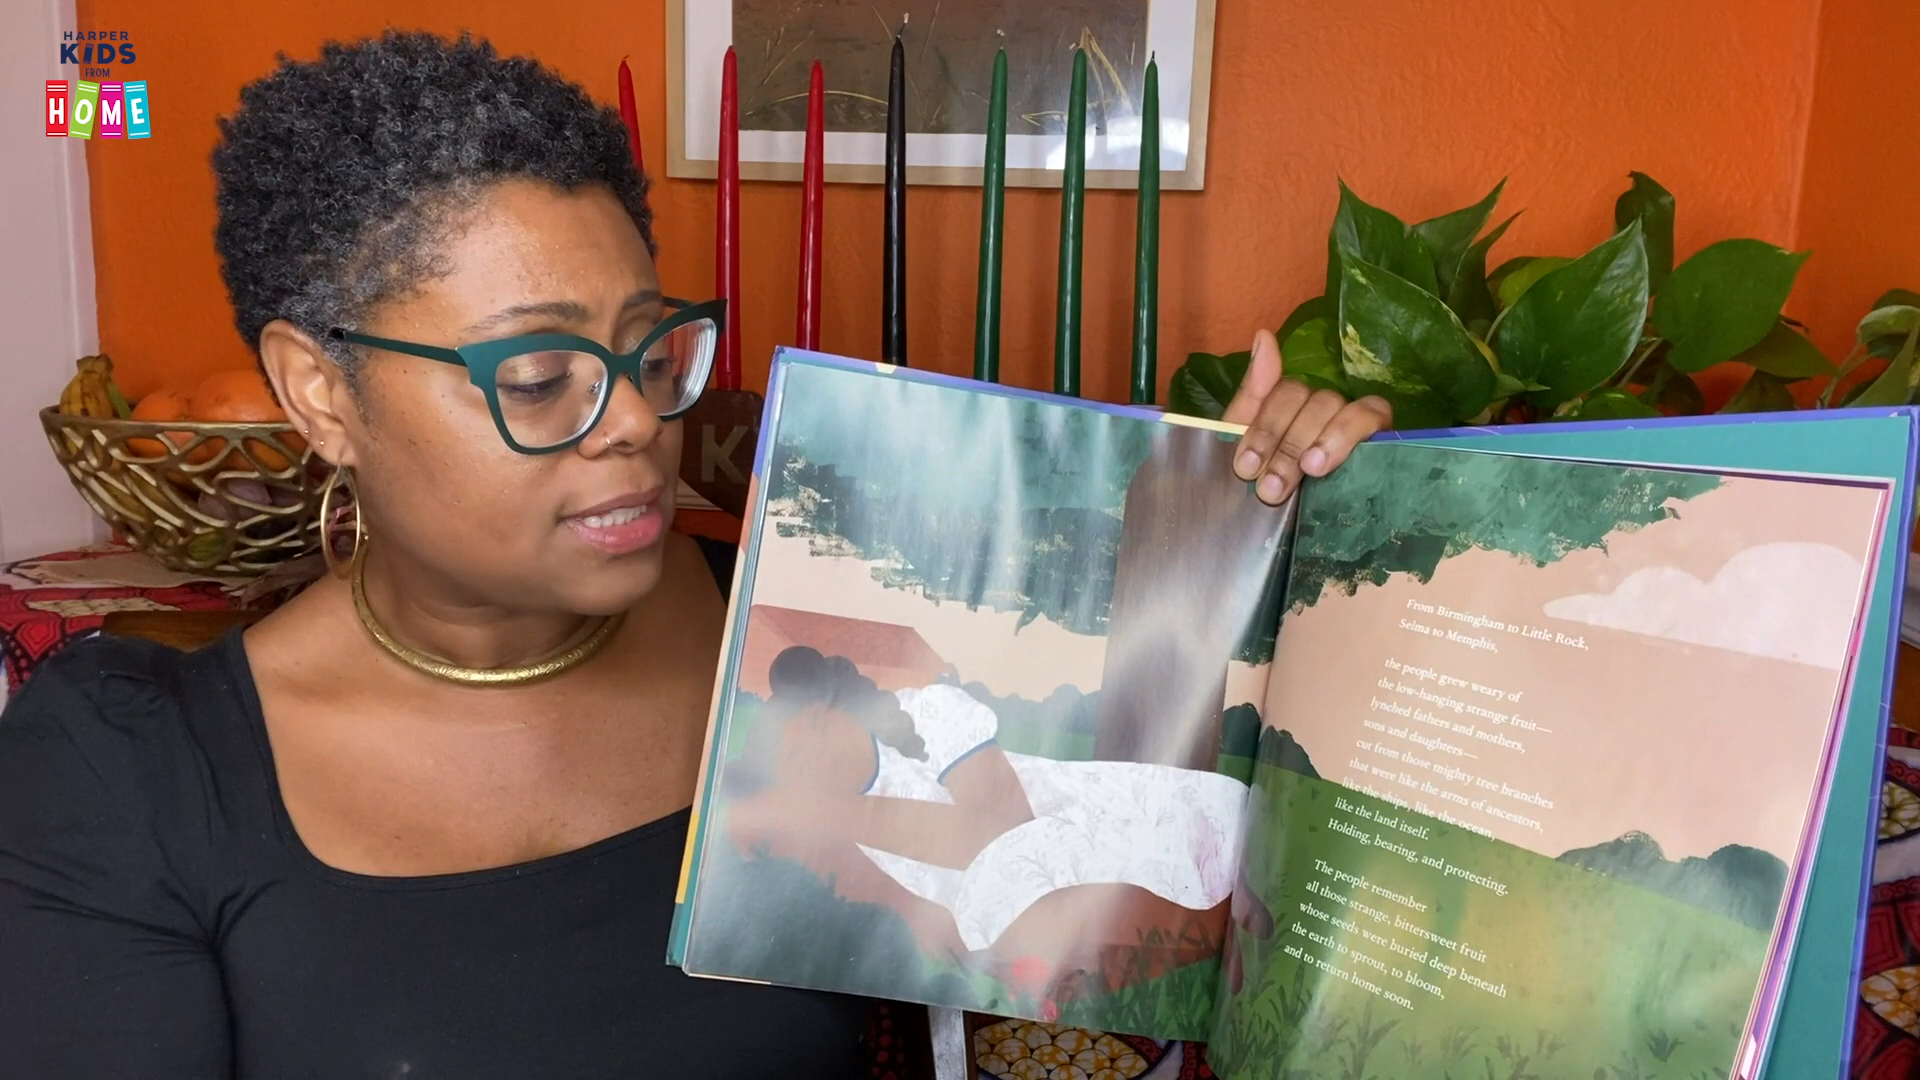 HARPER
KiDS
FROM
HOME
K
From Birmingham to Little Rock,
Selma to Memphis,
the people grew weary of
the low-hanging strange fruit—
lynched fathers and mothers,
sons and daughters—
cut from those mighty tree branches
that were like the arms of ancestors,
like the ships, like the ocean,
like the land itself.
Holding, bearing, and protecting.
The people remember
all those strange, bittersweet fruit
whose seeds were buried deep beneath
the earth to sprout, to bloom,
and to return home soon.